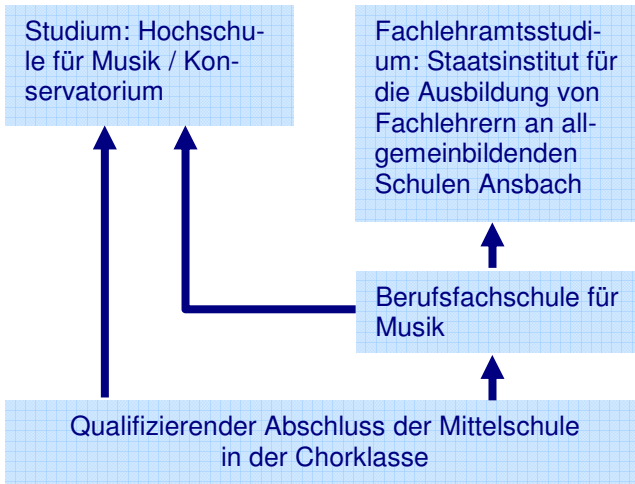 Studium: Hochschu-
le für Musik / Kon-
servatorium
Fachlehramtsstudi-
um: Staatsinstitut für
die Ausbildung von
Fachlehrern an all-
gemeinbildenden
Schulen Ansbach
Berufsfachschule für
Musik
Qualifizierender Abschluss der Mittelschule
in der Chorklasse